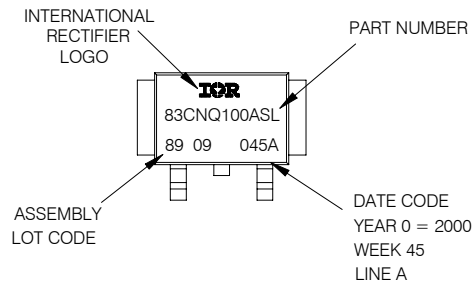 INTERNATIONAL
RECTIFIER
LOGO
PART NUMBER
IOR
83CNQ100ASL
89 09 045A
ASSEMBLY
LOT CODE
DATE CODE
YEAR 0 = 2000
WEEK 45
LINE A